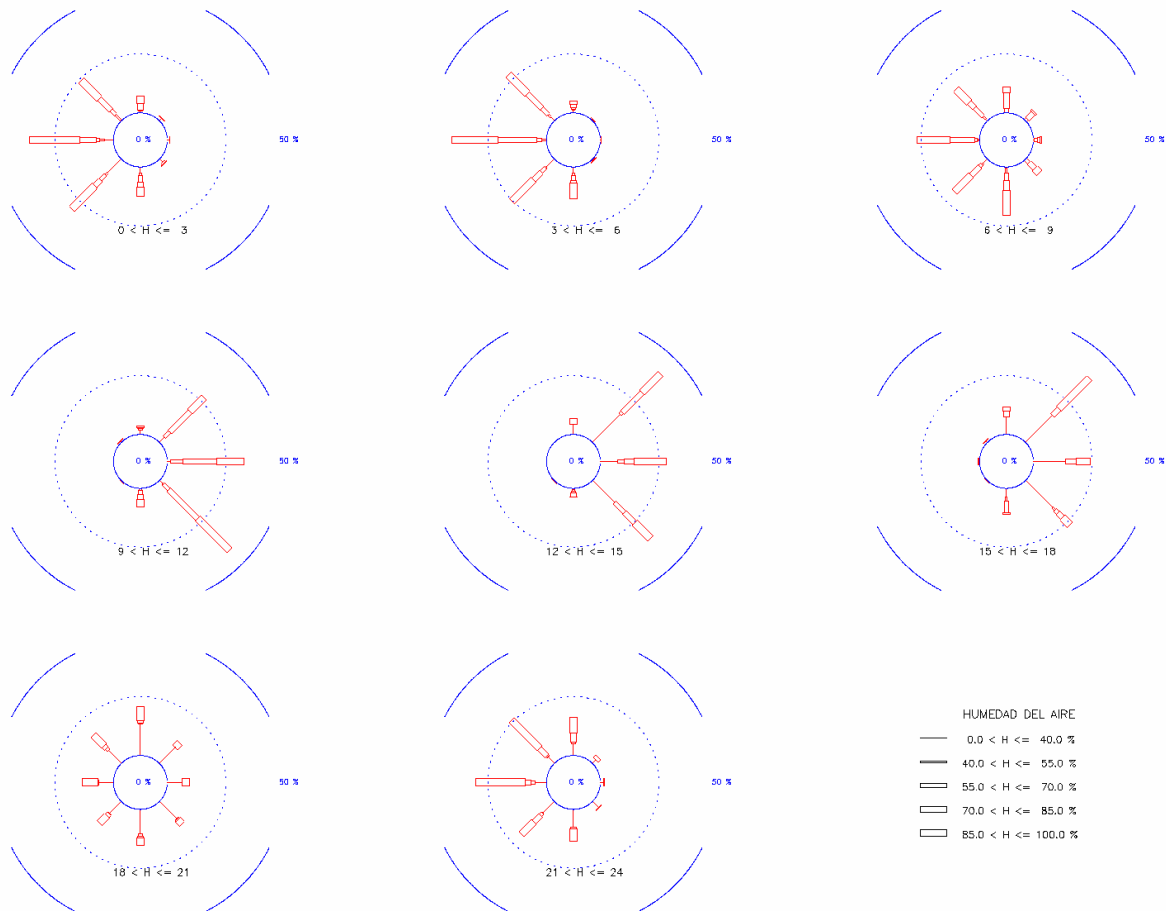 0 % 50 % 0 % 50 % 0 % 50 %
0 < H <= 3 3 < H <= 6 6 < H <= 9
0 % 50 % 0 % 50 % 0 % 50 %
9 < H <= 12 12 < H <= 15 15 < H <= 18
0 % 50 % 0 % 50 %
18 < H <= 21 21 < H <= 24
HUMEDAD DEL AIRE
0.0 < H <= 40.0 %
40.0 < H <= 55.0 %
55.0 < H <= 70.0 %
70.0 < H <= 85.0 %
85.0 < H <= 100.0 %